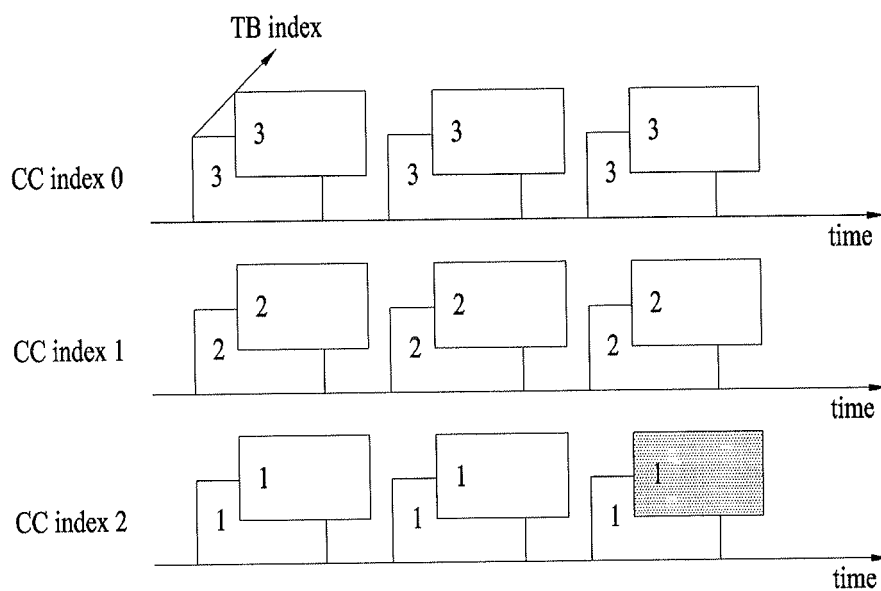 TB index
3 3 3
CC index 0 3 3 3
time
2 2 2
CC index 1 2 2 2
time
1 1 1
CC index 2 1 1 1
time